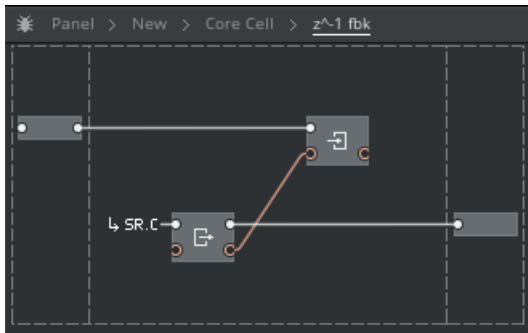 Panel > New > Core Cell > z^-1 fbk
↳ SR.C